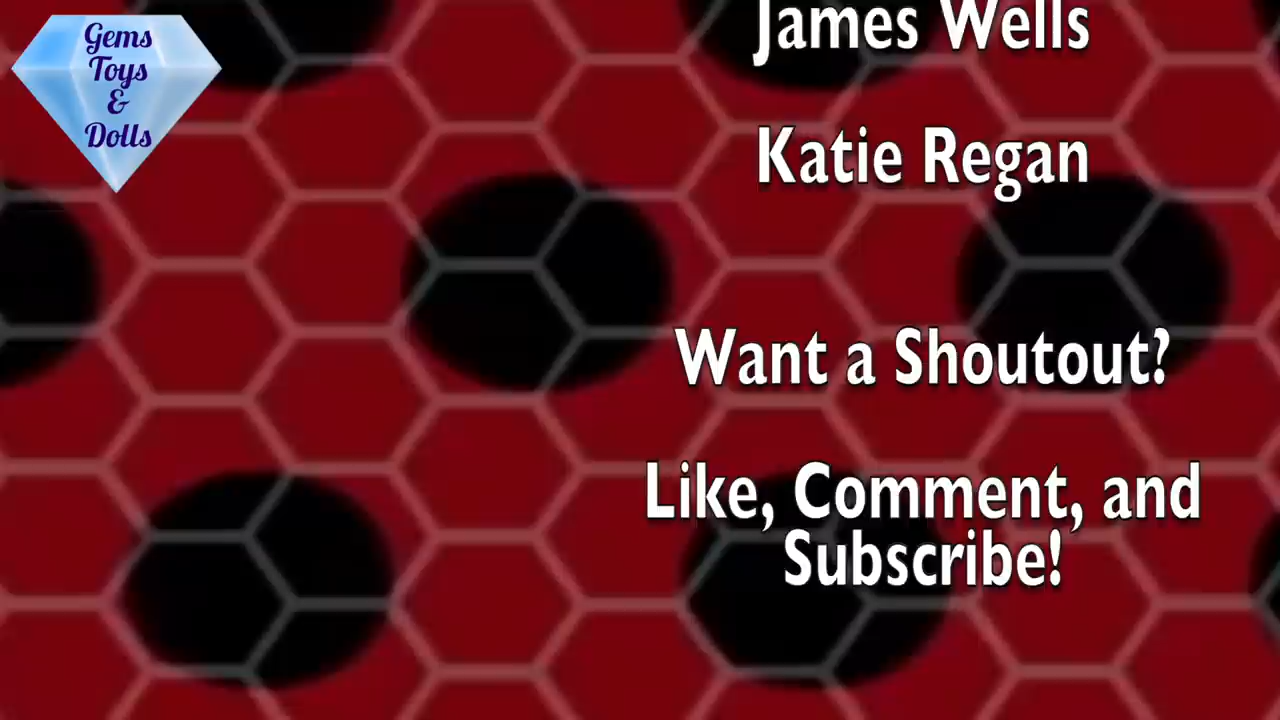 Gems
Toys
&
Dolls
James Wells
Katie Regan
Want a Shoutout?
Like, Comment, and
Subscribe!